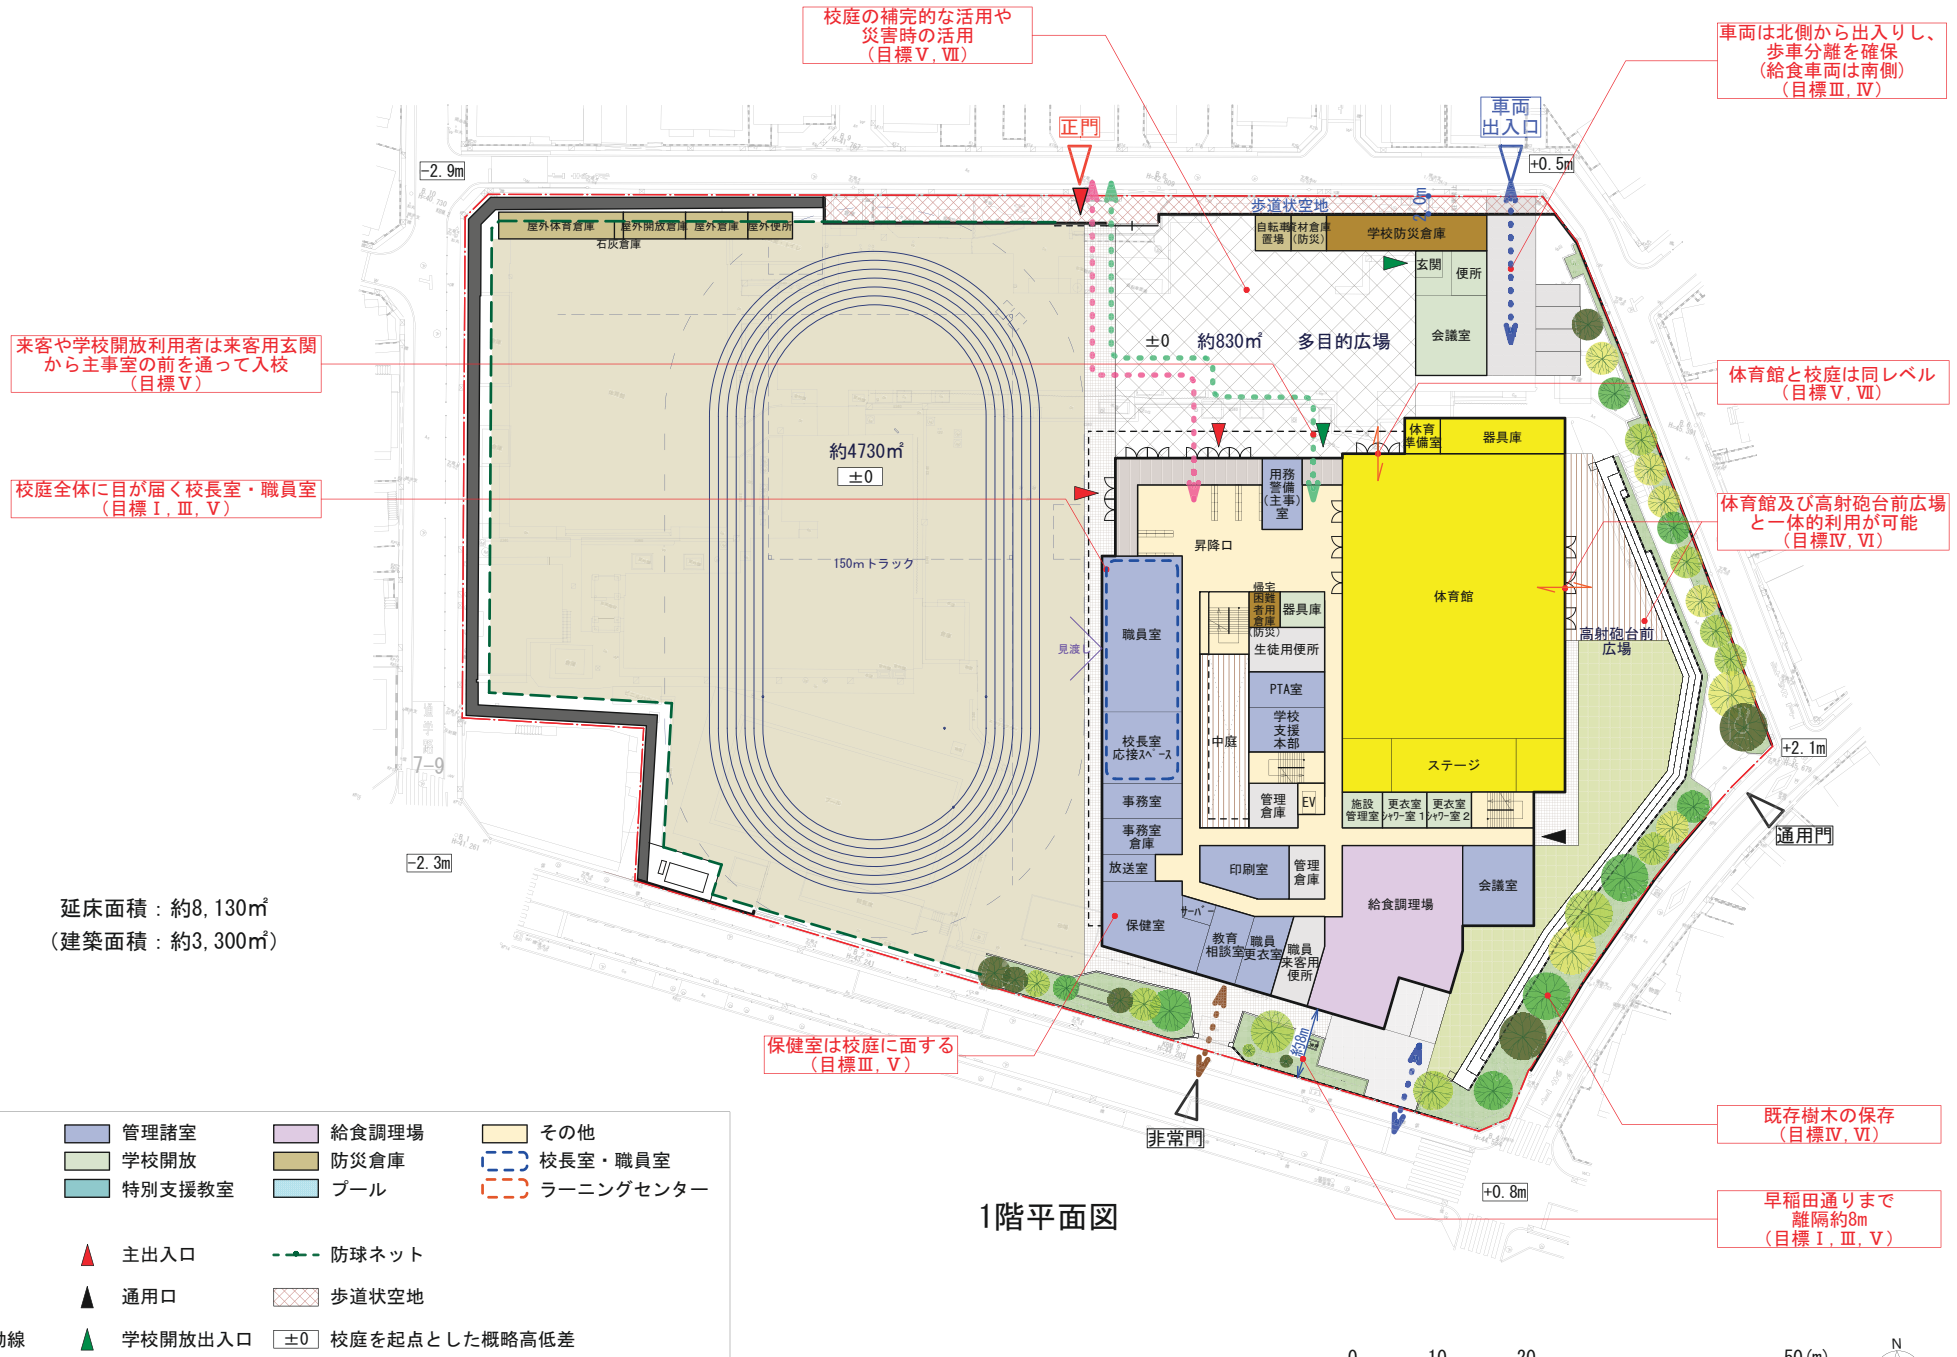 校庭の補完的な活用や
災害時の活用
(目標Ⅴ,Ⅶ)
車両は北側から出入りし、
歩車分離を確保
(給食車両は南側)
(目標Ⅲ,Ⅳ)
正門
車両
出入口
-2.9m
+0.5m
歩道状空地
2.0m
屋外体育倉庫
屋外開放倉庫
屋外倉庫
屋外便所
石灰倉庫
自転車
置場
資材倉庫
(防災)
学校防災倉庫
玄関
便所
会議室
±0
約830㎡
多目的広場
来客や学校開放利用者は来客用玄関
から主事室の前を通って入校
(目標Ⅴ)
体育館と校庭は同レベル
(目標Ⅴ,Ⅶ)
約4730㎡
±0
体育
準備室
器具庫
校庭全体に目が届く校長室・職員室
(目標Ⅰ,Ⅲ,Ⅴ)
用務
警備
(主事)
室
体育館及び高射砲台前広場
と一体的利用が可能
(目標Ⅳ,Ⅵ)
昇降口
150mトラック
帰宅
困難
者用
倉庫
(防災)
器具庫
体育館
職員室
見渡し
生徒用便所
高射砲台前
広場
PTA室
学校
支援
本部
中庭
校長室
応接スペース
ステージ
通学路
7-9
+2.1m
事務室
管理
倉庫
EV
施設
管理室
更衣室
シャワー室1
更衣室
シャワー室2
事務室
倉庫
通用門
-2.3m
放送室
印刷室
管理
倉庫
会議室
給食調理場
延床面積：約8,130㎡
(建築面積：約3,300㎡)
サーバー
保健室
教育
相談室
職員
更衣室
職員
来客用
便所
約8m
保健室は校庭に面する
(目標Ⅲ,Ⅴ)
非常門
既存樹木の保存
(目標Ⅳ,Ⅵ)
+0.8m
早稲田通りまで
離隔約8m
(目標Ⅰ,Ⅲ,Ⅴ)
1階平面図
管理諸室
給食調理場
その他
学校開放
防災倉庫
校長室・職員室
特別支援教室
プール
ラーニングセンター
主出入口
防球ネット
通用口
歩道状空地
動線
学校開放出入口
±0
校庭を起点とした概略高低差
0
10
20
50(m)
N